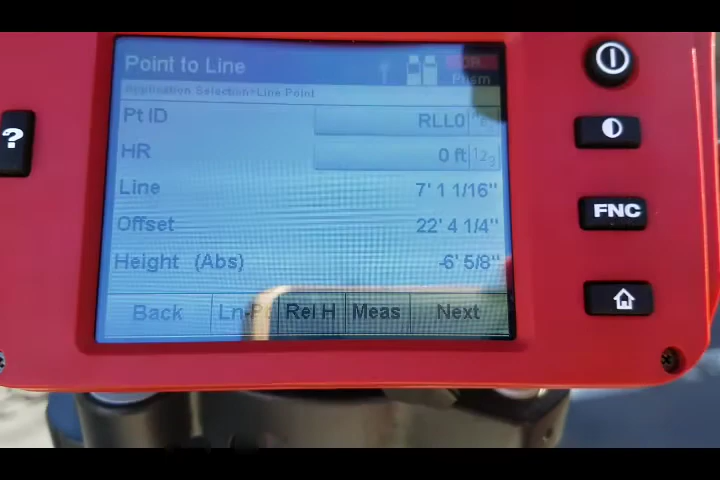 Point to Line
Prism
Application Selection>Line Point
Pt ID RLL0
HR 0 ft 123
Line 7' 1 1/16"
Offset 22' 4 1/4"
Height (Abs) -6' 5/8"
Back Rel H Meas Next
?
FNC